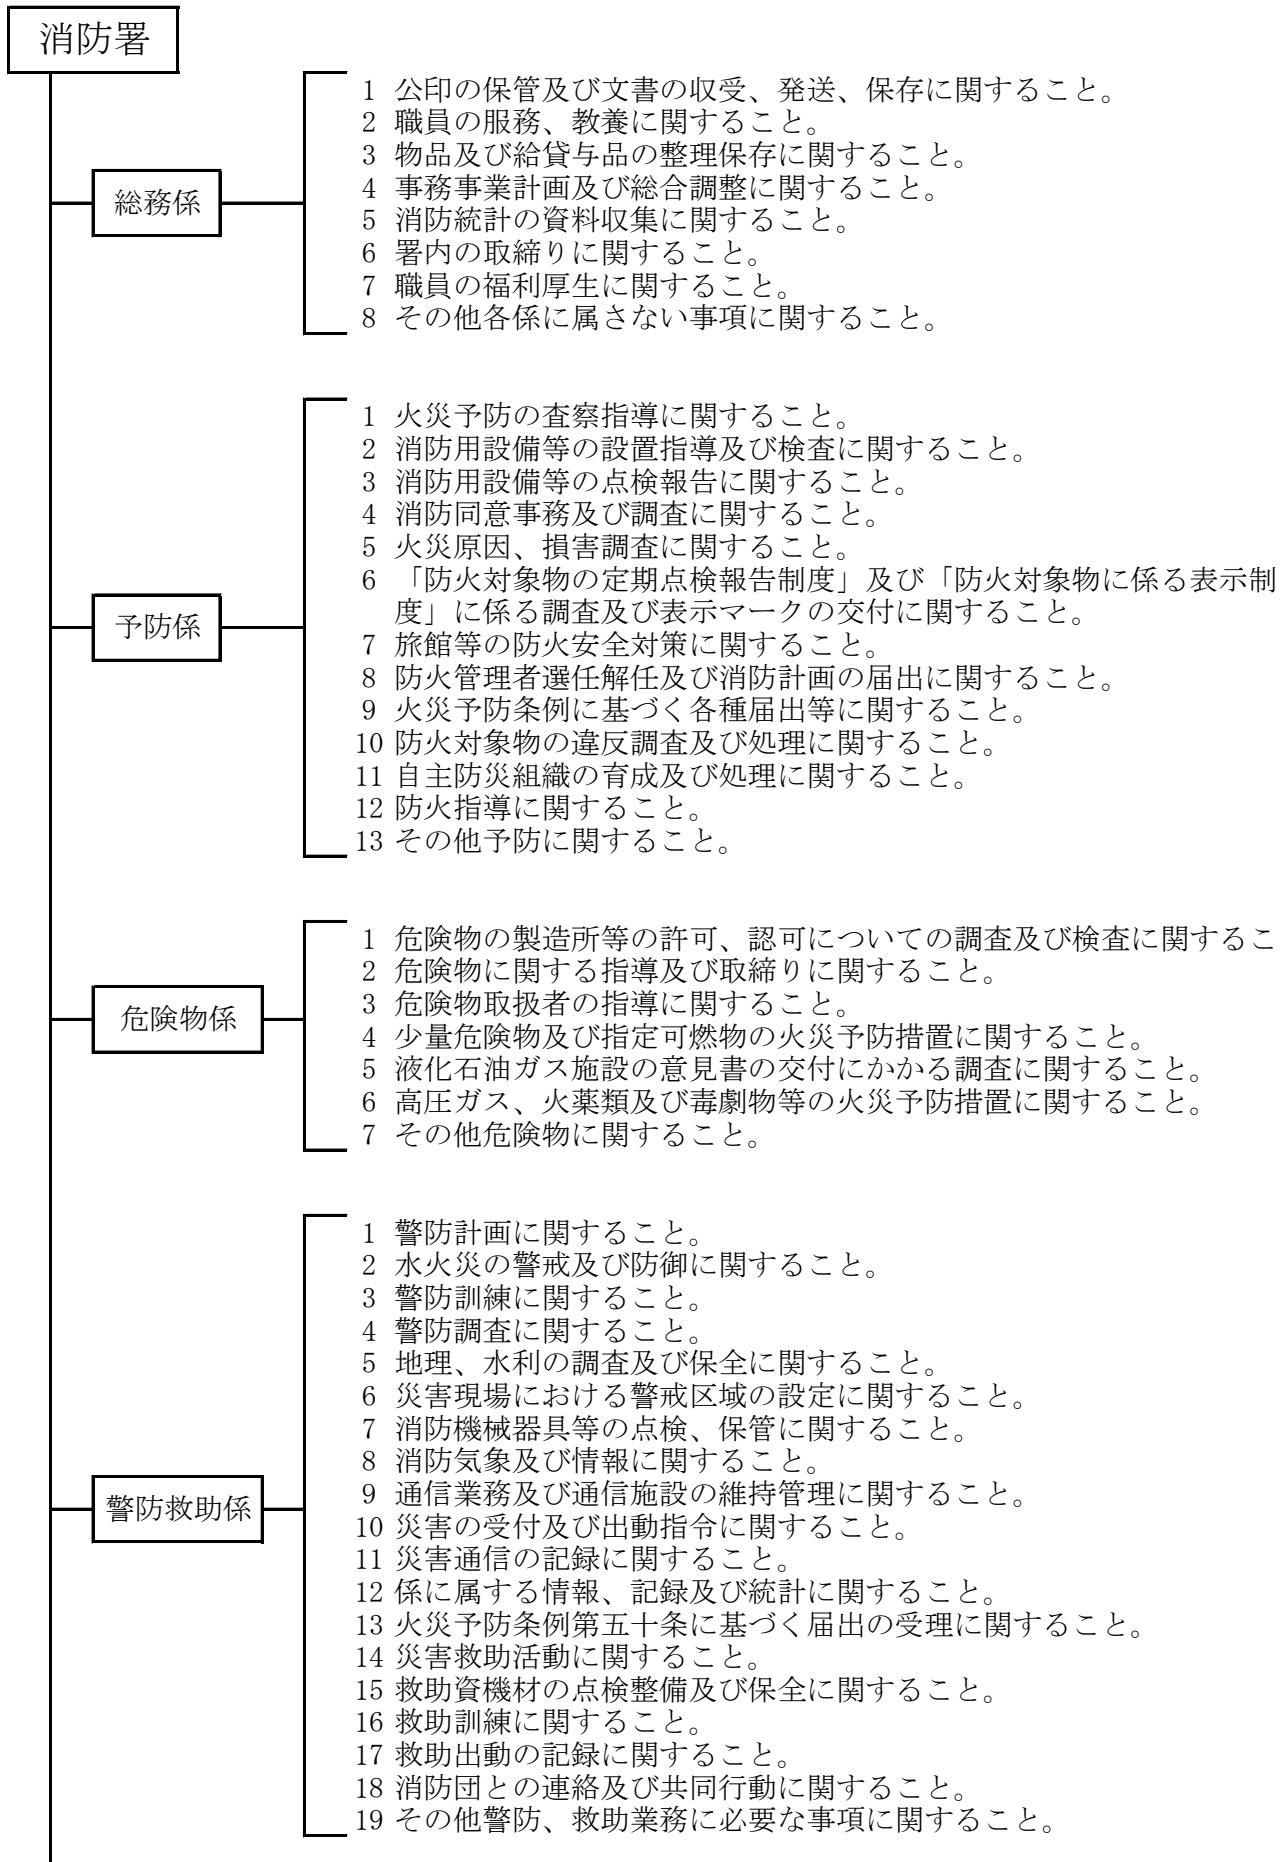 消防署
総務係
1 公印の保管及び文書の収受、発送、保存に関すること。
2 職員の服務、教養に関すること。
3 物品及び給貸与品の整理保存に関すること。
4 事務事業計画及び総合調整に関すること。
5 消防統計の資料収集に関すること。
6 署内の取締りに関すること。
7 職員の福利厚生に関すること。
8 その他各係に属さない事項に関すること。
予防係
1 火災予防の査察指導に関すること。
2 消防用設備等の設置指導及び検査に関すること。
3 消防用設備等の点検報告に関すること。
4 消防同意事務及び調査に関すること。
5 火災原因、損害調査に関すること。
6 「防火対象物の定期点検報告制度」及び「防火対象物に係る表示制
度」に係る調査及び表示マークの交付に関すること。
7 旅館等の防火安全対策に関すること。
8 防火管理者選任解任及び消防計画の届出に関すること。
9 火災予防条例に基づく各種届出等に関すること。
10 防火対象物の違反調査及び処理に関すること。
11 自主防災組織の育成及び処理に関すること。
12 防火指導に関すること。
13 その他予防に関すること。
危険物係
1 危険物の製造所等の許可、認可についての調査及び検査に関するこ
2 危険物に関する指導及び取締りに関すること。
3 危険物取扱者の指導に関すること。
4 少量危険物及び指定可燃物の火災予防措置に関すること。
5 液化石油ガス施設の意見書の交付にかかる調査に関すること。
6 高圧ガス、火薬類及び毒劇物等の火災予防措置に関すること。
7 その他危険物に関すること。
警防救助係
1 警防計画に関すること。
2 水火災の警戒及び防御に関すること。
3 警防訓練に関すること。
4 警防調査に関すること。
5 地理、水利の調査及び保全に関すること。
6 災害現場における警戒区域の設定に関すること。
7 消防機械器具等の点検、保管に関すること。
8 消防気象及び情報に関すること。
9 通信業務及び通信施設の維持管理に関すること。
10 災害の受付及び出動指令に関すること。
11 災害通信の記録に関すること。
12 係に属する情報、記録及び統計に関すること。
13 火災予防条例第五十条に基づく届出の受理に関すること。
14 災害救助活動に関すること。
15 救助資機材の点検整備及び保全に関すること。
16 救助訓練に関すること。
17 救助出動の記録に関すること。
18 消防団との連絡及び共同行動に関すること。
19 その他警防、救助業務に必要な事項に関すること。